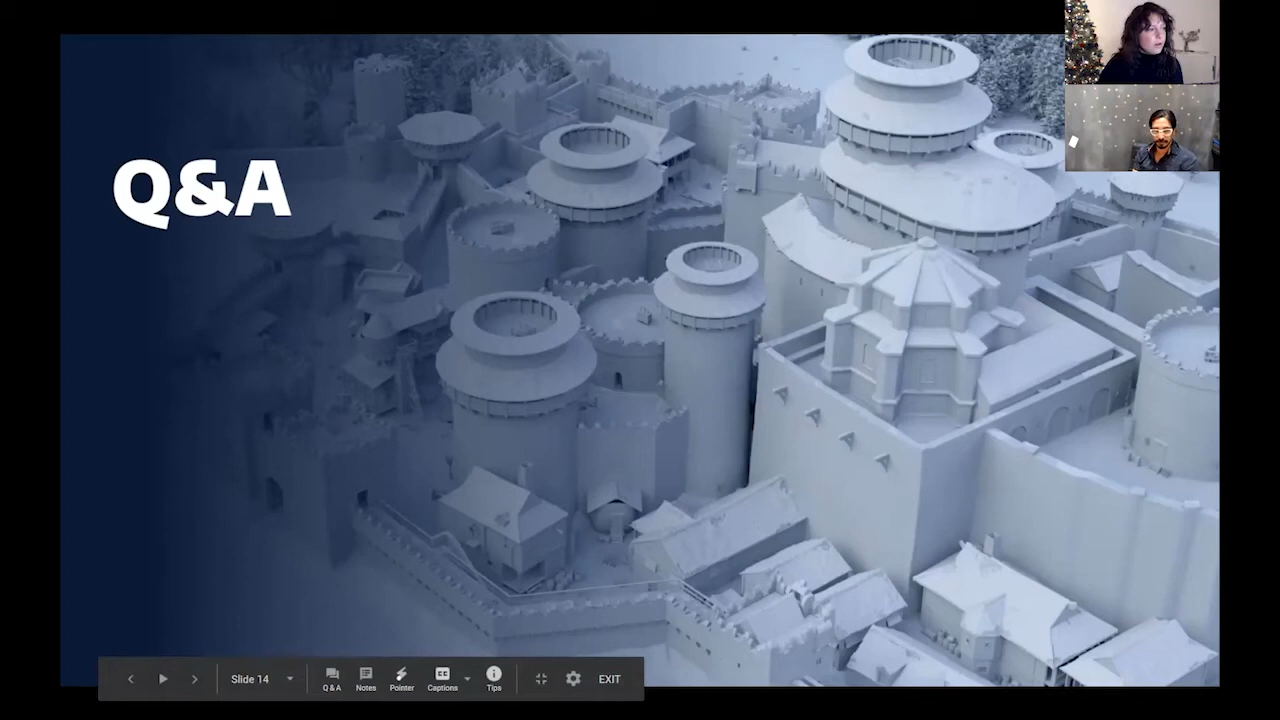 Q&A
Slide 14
Q&A
Notes
Pointer
Captions
Tips
EXIT